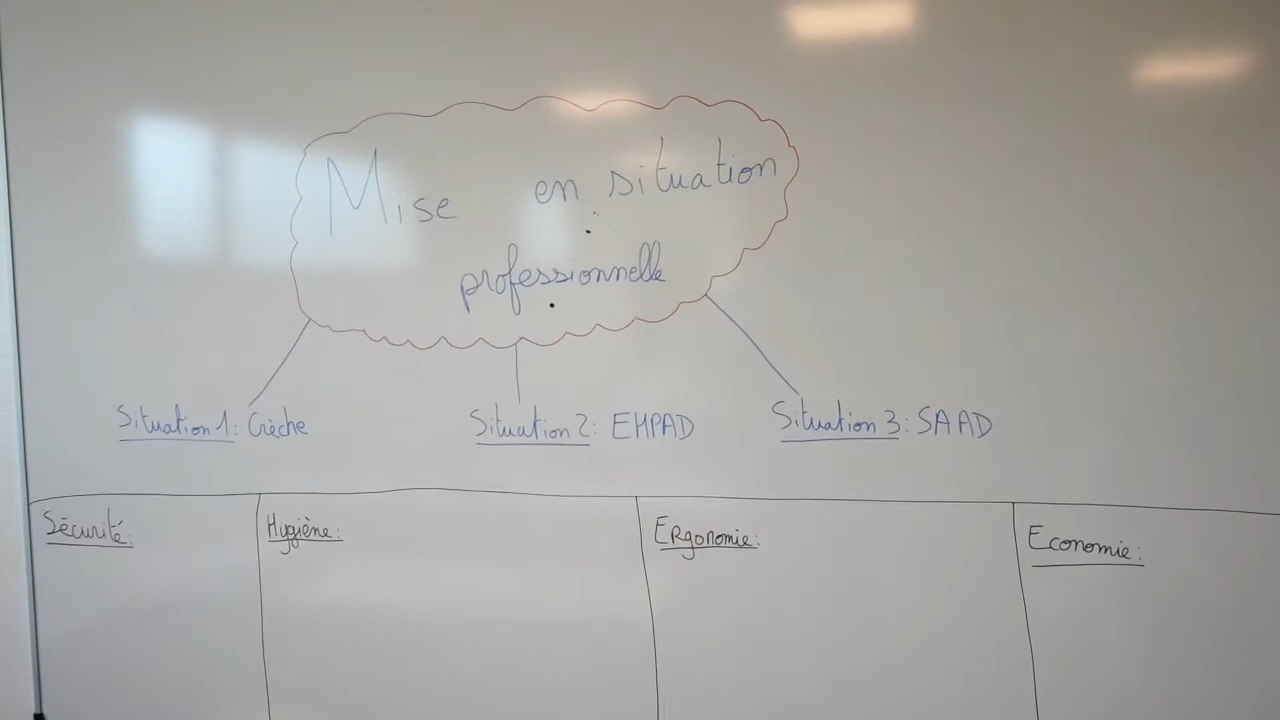 Mise en situation
professionnelle
Situation 1: Crèche
Situation 2: EHPAD
Situation 3: SAAD
Sécurité:
Hygiène:
Ergonomie:
Economie: